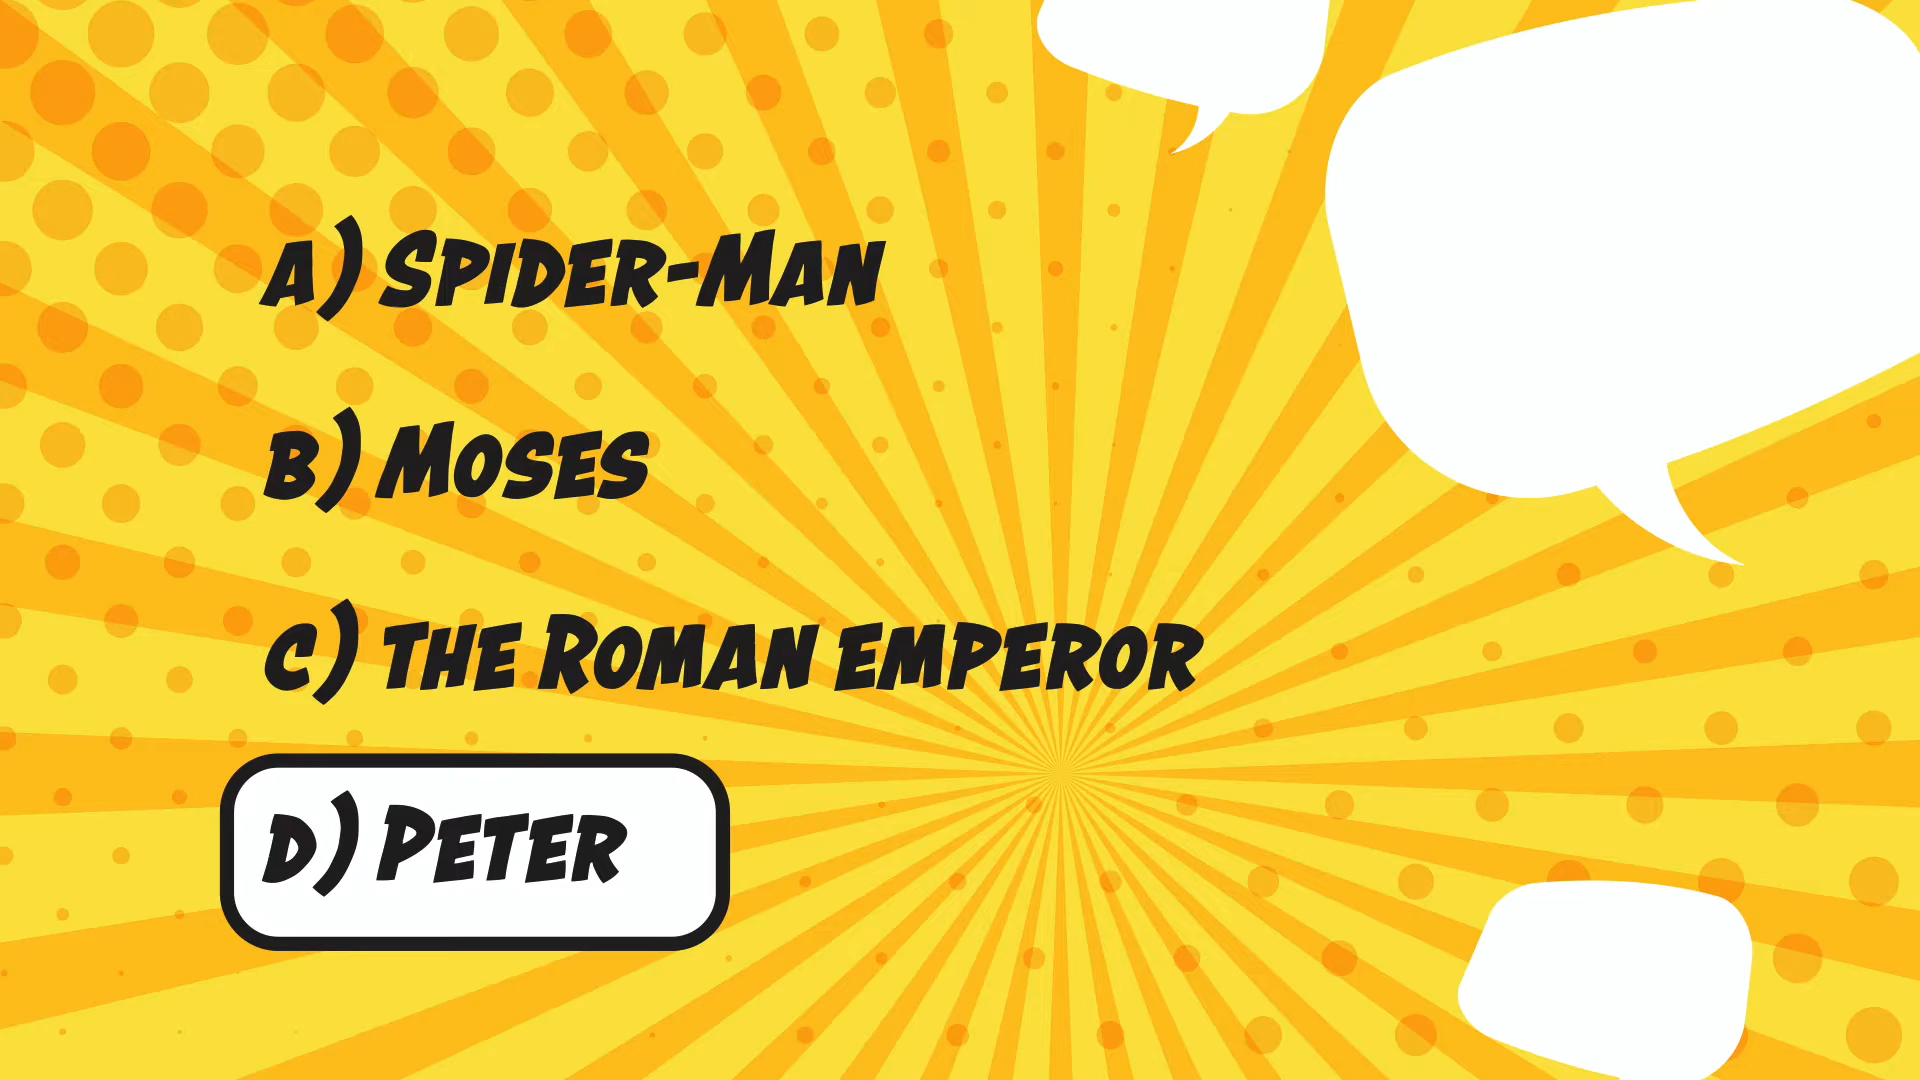 A) Spider-Man
B) Moses
C) The Roman emperor
D) Peter